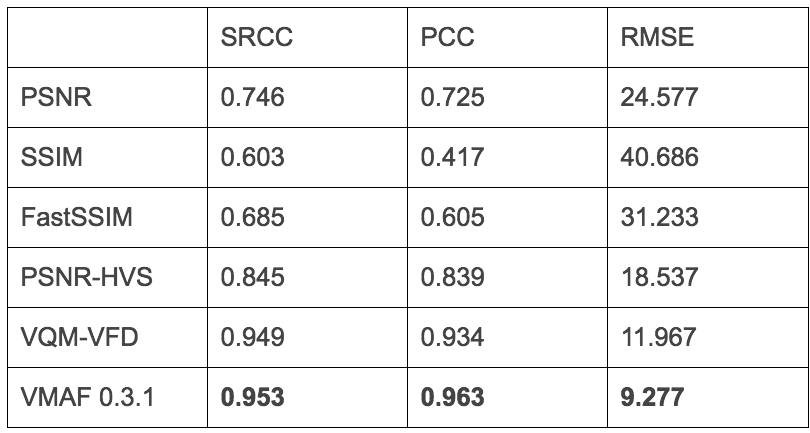 SRCC PCC RMSE
PSNR 0.746 0.725 24.577
SSIM 0.603 0.417 40.686
FastSSIM 0.685 0.605 31.233
PSNR-HVS 0.845 0.839 18.537
VQM-VFD 0.949 0.934 11.967
VMAF 0.3.1 0.953 0.963 9.277